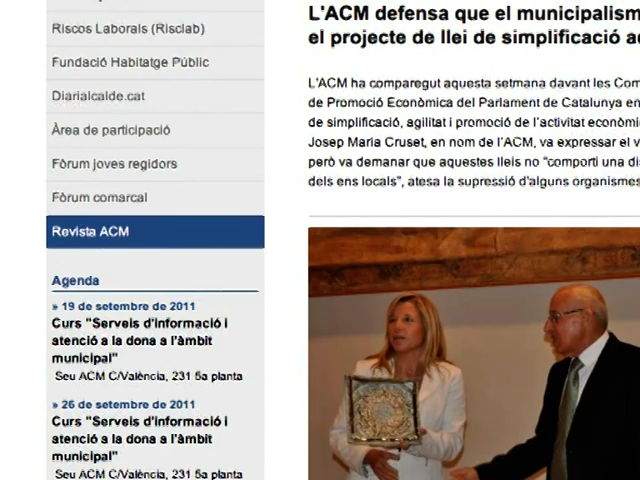 Riscos Laborals (Risclab)
Fundació Habitatge Públic
Diarialcalde.cat
Àrea de participació
Fòrum joves regidors
Fòrum comarcal
Revista ACM
Agenda
» 19 de setembre de 2011
Curs "Serveis d'informació i
atenció a la dona a l'àmbit
municipal"
Seu ACM C/València, 231 5a planta
» 26 de setembre de 2011
Curs "Serveis d'informació i
atenció a la dona a l'àmbit
municipal"
Seu ACM C/València, 231 5a planta
L'ACM defensa que el municipalism
el projecte de llei de simplificació a
L'ACM ha comparegut aquesta setmana davant les Com
de Promoció Econòmica del Parlament de Catalunya en
de simplificació, agilitat i promoció de l'activitat econòmi
Josep Maria Cruset, en nom de l'ACM, va expressar el v
però va demanar que aquestes lleis no "comporti una di
dels ens locals", atesa la supressió d'alguns organismes